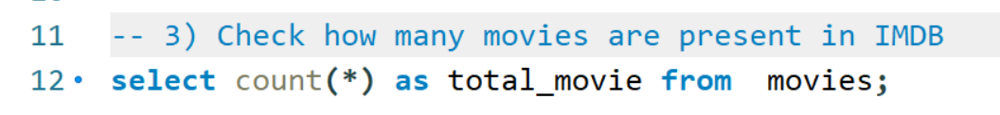 11 -- 3) Check how many movies are present in IMDB
12 • select count(*) as total_movie from  movies;